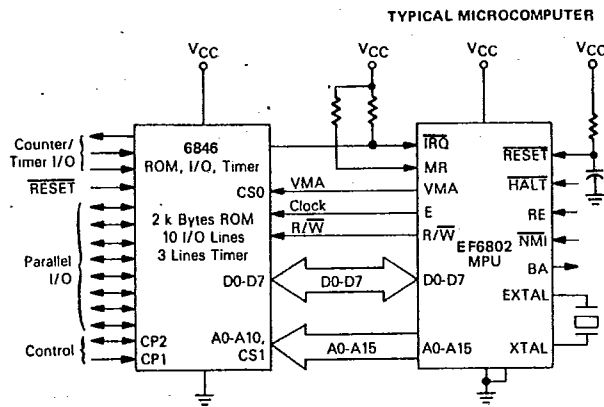 TYPICAL MICROCOMPUTER
VCC
VCC
VCC
VCC
Counter/
Timer I/O
RESET
Parallel
I/O
Control
6846
ROM, I/O, Timer
CS0
2 k Bytes ROM
10 I/O Lines
3 Lines Timer
D0-D7
A0-A10,
CS1
CP2
CP1
VMA
Clock
R/W
D0-D7
A0-A15
IRQ
MR
VMA
E
R/W
EF6802
MPU
D0-D7
A0-A15
RESET
HALT
RE
NMI
BA
EXTAL
XTAL